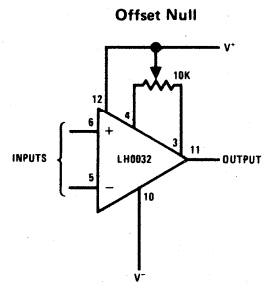 Offset Null
V+
10K
12
4
6
+
3
11
INPUTS
LH0032
OUTPUT
5
−
10
V−